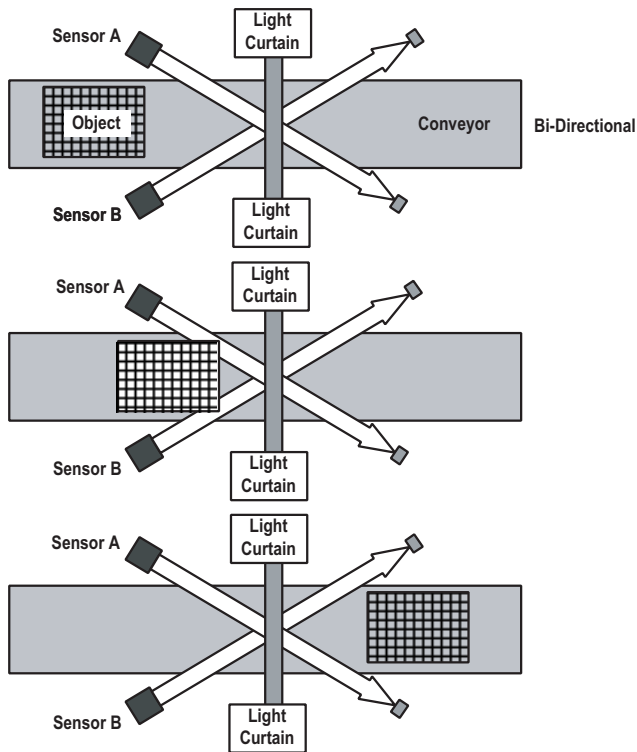 Sensor A
Light
Curtain
Object
Conveyor
Bi-Directional
Sensor B
Light
Curtain
Sensor A
Light
Curtain
Sensor B
Light
Curtain
Sensor A
Light
Curtain
Sensor B
Light
Curtain